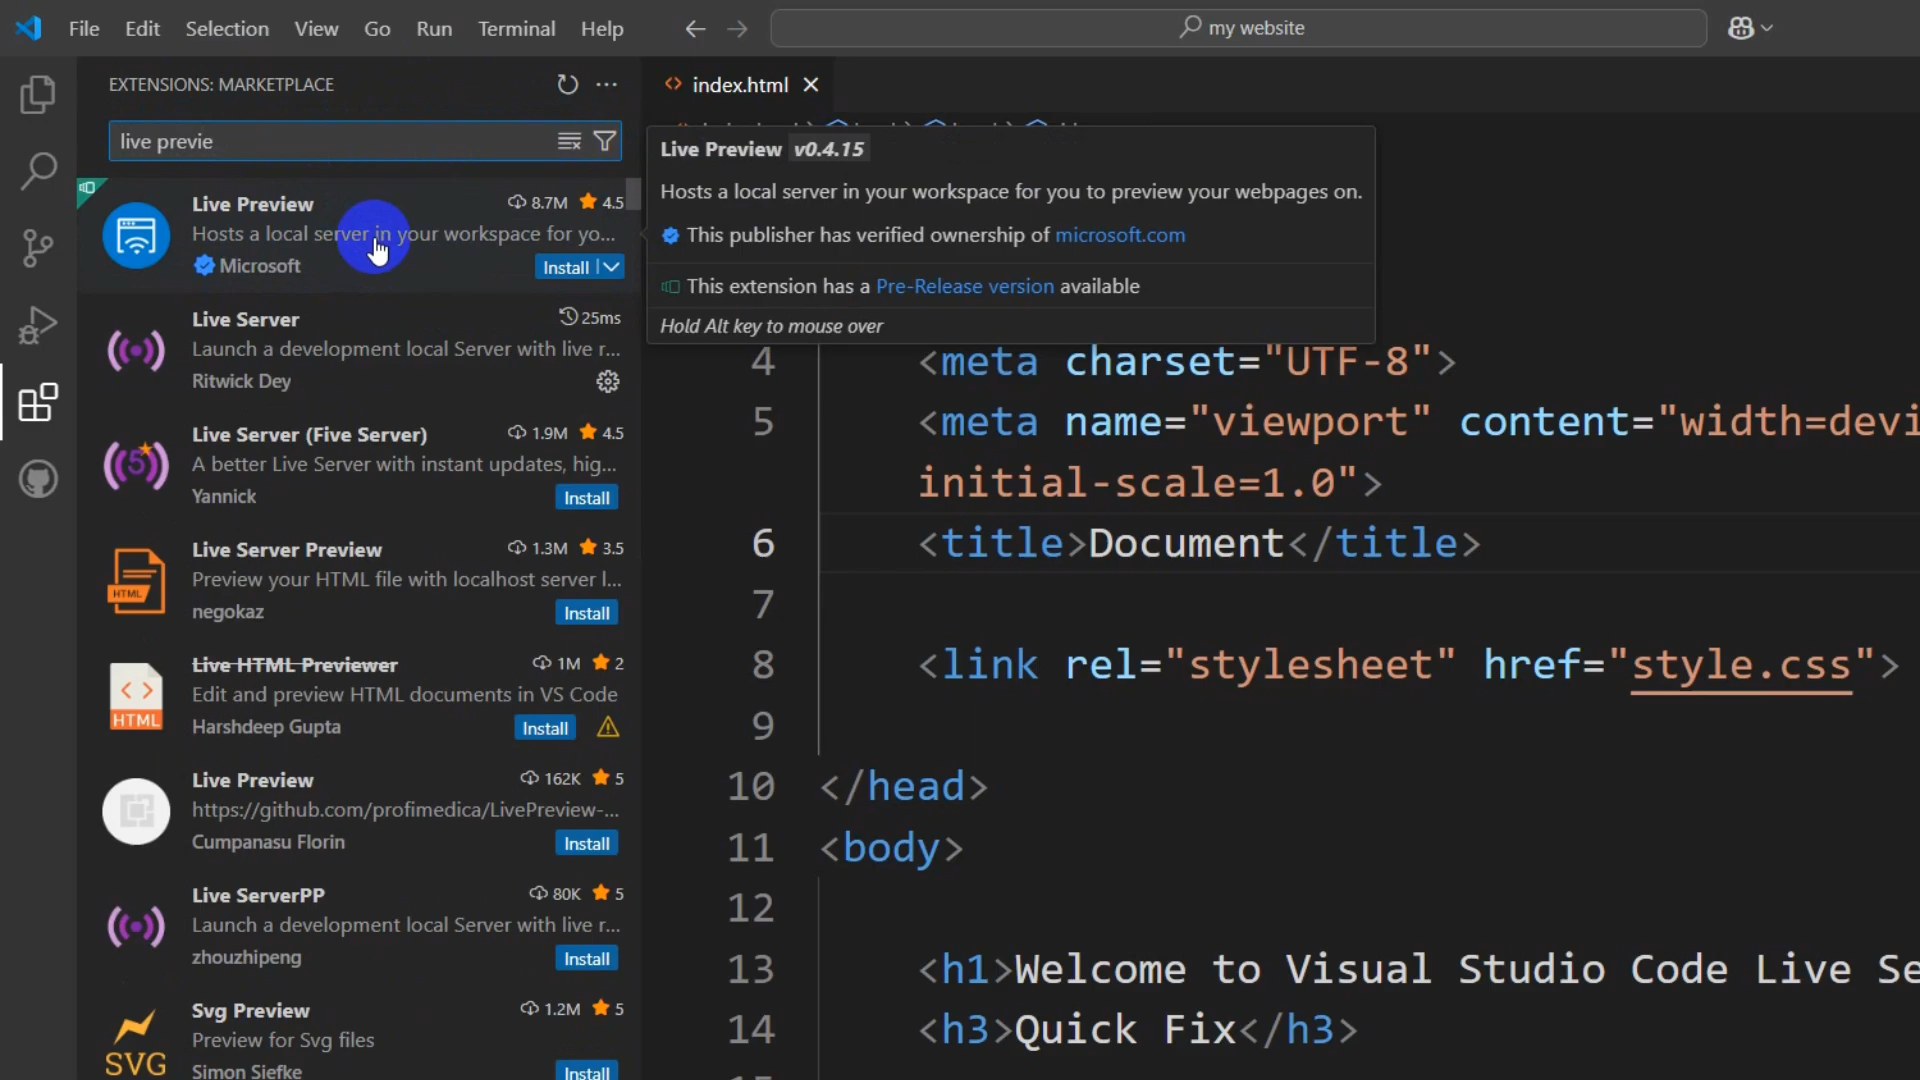 File Edit Selection View Go Run Terminal Help
my website
EXTENSIONS: MARKETPLACE
live previe
Live Preview 8.7M 4.5
Hosts a local server in your workspace for yo...
Microsoft
Install
Live Server 25ms
Launch a development local Server with live r...
Ritwick Dey
Live Server (Five Server) 1.9M 4.5
A better Live Server with instant updates, hig...
Yannick
Install
Live Server Preview 1.3M 3.5
Preview your HTML file with localhost server l...
negokaz
Install
HTML
Live HTML Previewer 1M 2
Edit and preview HTML documents in VS Code
Harshdeep Gupta
Install
HTML
Live Preview 162K 5
https://github.com/profimedica/LivePreview-...
Cumpanasu Florin
Install
Live ServerPP 80K 5
Launch a development local Server with live r...
zhouzhipeng
Install
Svg Preview 1.2M 5
Preview for Svg files
Simon Siefke
Install
SVG
index.html
Live Preview v0.4.15
Hosts a local server in your workspace for you to preview your webpages on.
This publisher has verified ownership of microsoft.com
This extension has a Pre-Release version available
Hold Alt key to mouse over
4 <meta charset="UTF-8">
5 <meta name="viewport" content="width=devi
initial-scale=1.0">
6 <title>Document</title>
7
8 <link rel="stylesheet" href="style.css">
9
10 </head>
11 <body>
12
13 <h1>Welcome to Visual Studio Code Live Se
14 <h3>Quick Fix</h3>